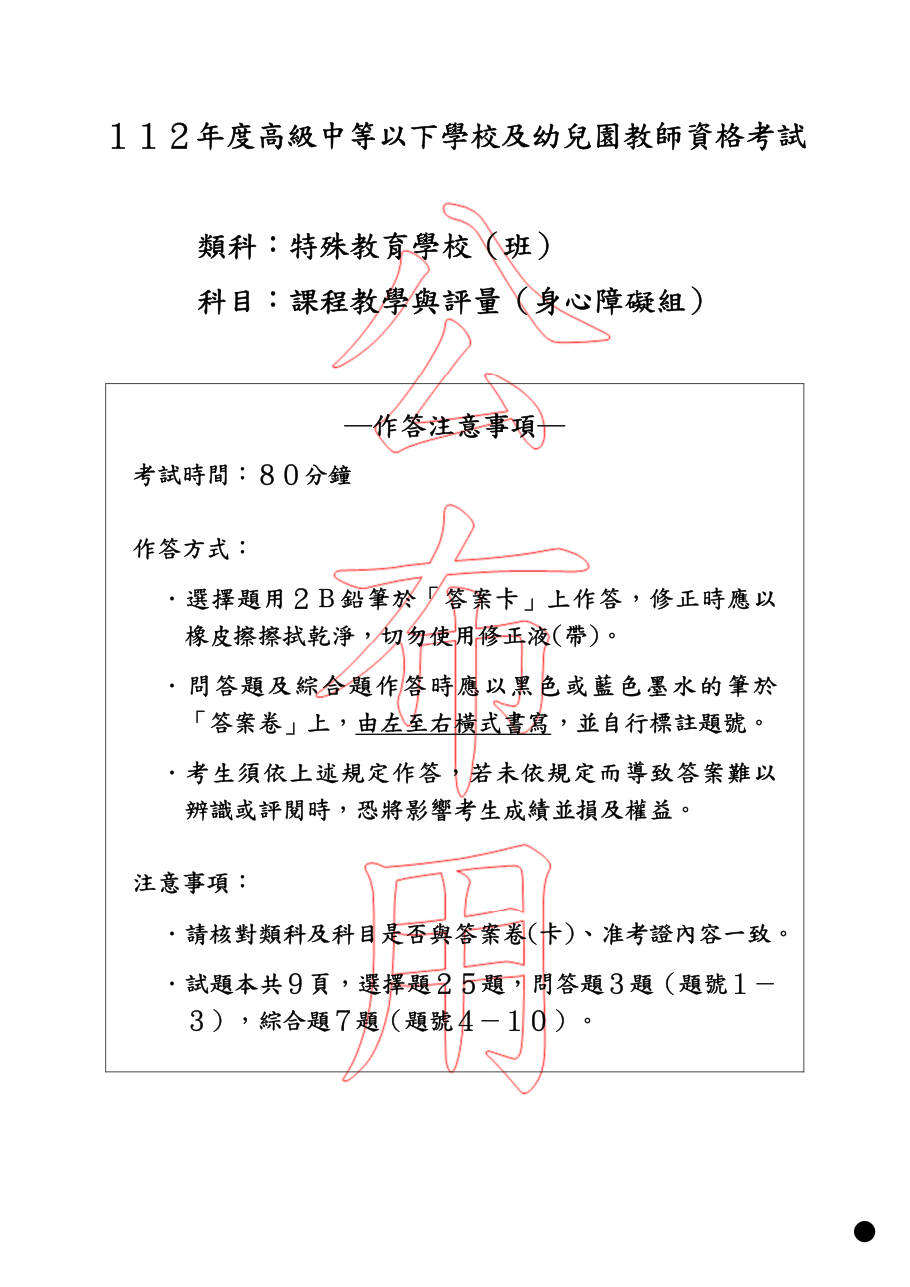 112年度高級中等以下學校及幼兒園教師資格考試
類科:特殊教育學校(班)
科目:課程教學與評量(身心障礙組)
—作答注意事項—
考試時間:80分鐘
作答方式:
·選擇題用2B鉛筆於「答案卡」上作答,修正時應以
橡皮擦擦拭乾淨,切勿使用修正液(帶)。
·問答題及綜合題作答時應以黑色或藍色墨水的筆於
「答案卷」上,由左至右橫式書寫,並自行標註題號。
·考生須依上述規定作答,若未依規定而導致答案難以
辨識或評閱時,恐將影響考生成績並損及權益。
注意事項:
·請核對類科及科目是否與答案卷(卡)、准考證內容一致。
·試題本共9頁,選擇題25題,問答題3題(題號1-
3),綜合題7題(題號4-10)。
公布用